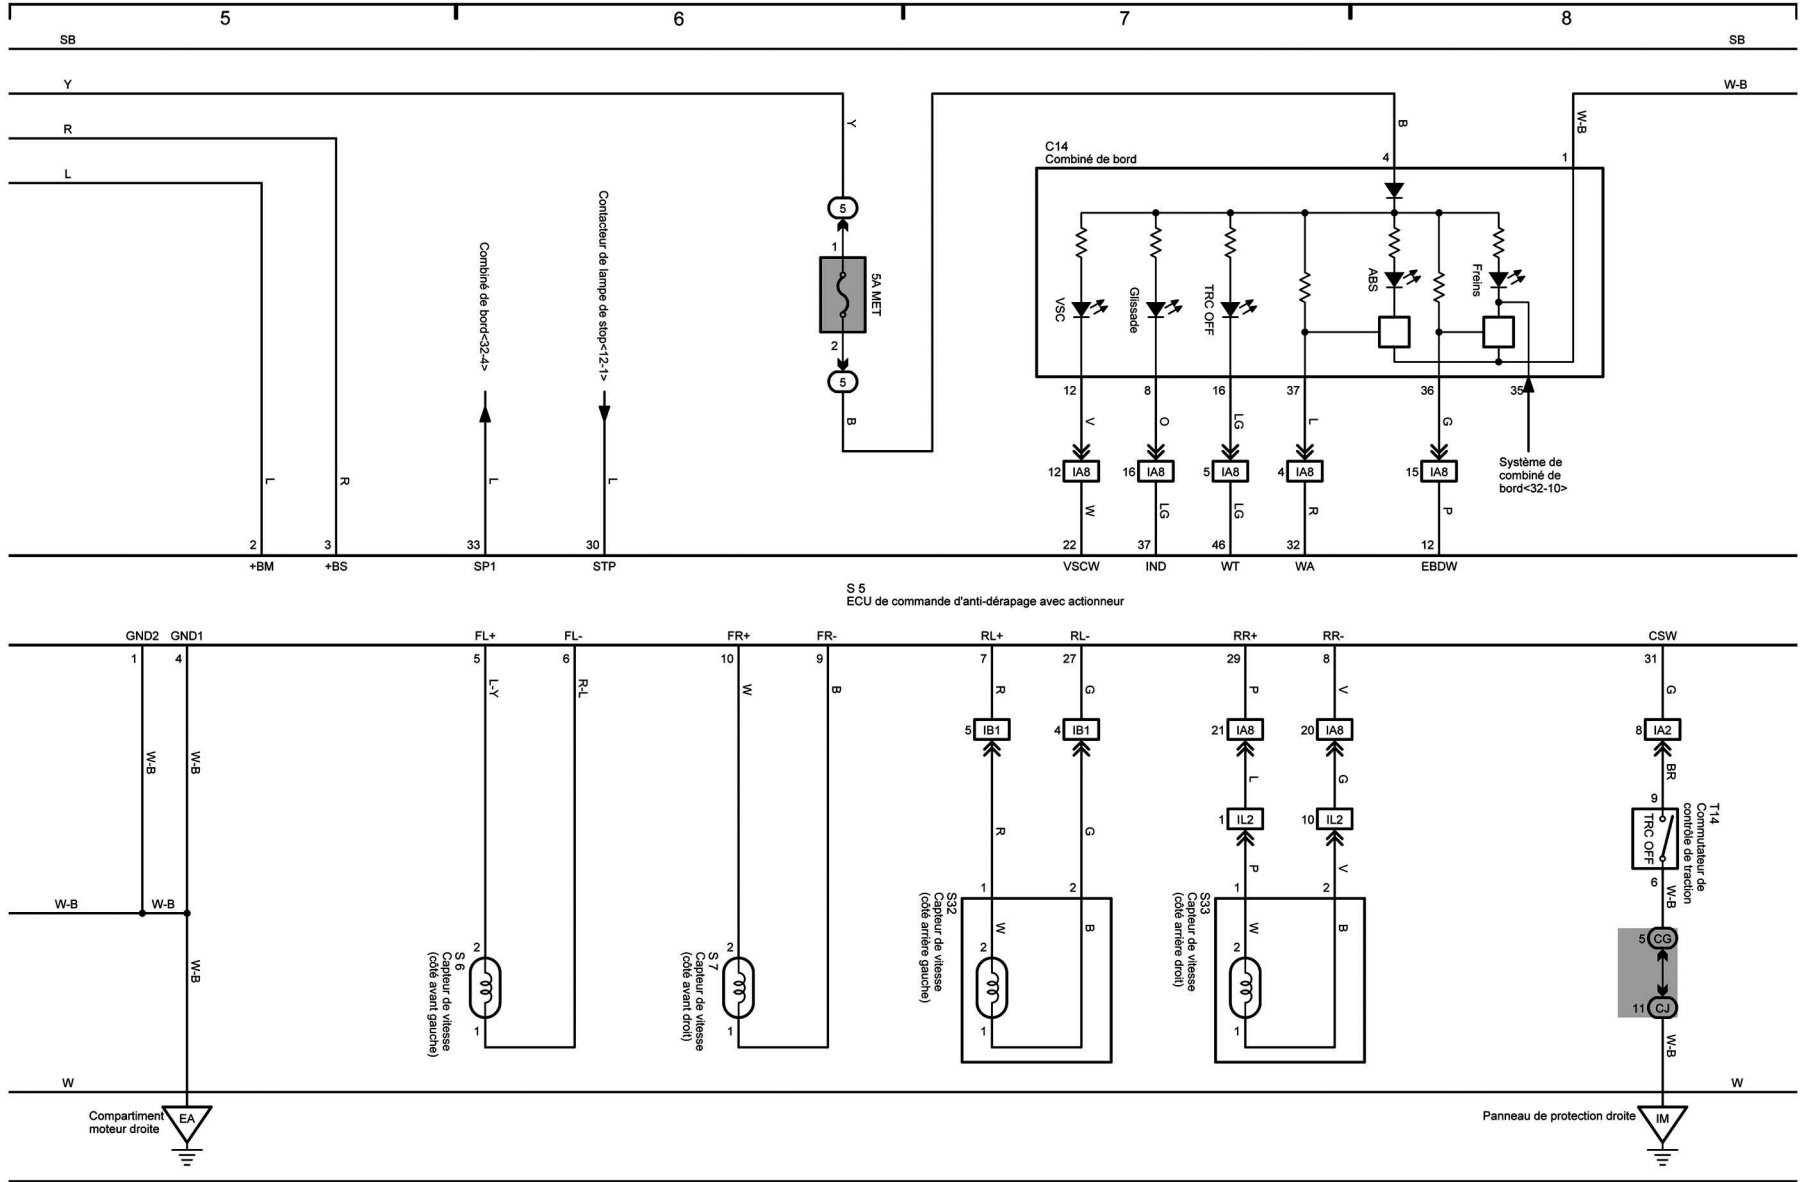 5 6 7 8
SB SB
Y W-B
R
L
Y
B
W-B
C14
Combiné de bord
4 1
5
1
5A MET
2
5
B
Combiné de bord<32-4>
Contacteur de lampe de stop<12-1>
VSC
Glissade
TRC OFF
ABS
Freins
12 8 16 37 36 35
V O LG L G
12 IA8 16 IA8 5 IA8 4 IA8 15 IA8
Système de
combiné de
bord<32-10>
L R L L
W LG LG R P
2 3 33 30 22 37 46 32 12
+BM +BS SP1 STP VSCW IND WT WA EBDW
S 5
ECU de commande d'anti-dérapage avec actionneur
GND2 GND1 FL+ FL- FR+ FR- RL+ RL- RR+ RR- CSW
1 4 5 6 10 9 7 27 29 8 31
L-Y R-L W B R G P V G
5 IB1 4 IB1 21 IA8 20 IA8 8 IA2
W-B W-B L G BR
1 IL2 10 IL2
9
TRC OFF
6
T14
Commutateur de
contrôle de traction
R G P V
W-B
1 2 1 2
W-B W-B
W-B
S 6
Capteur de vitesse
(côté avant gauche)
2
1
S 7
Capteur de vitesse
(côté avant droit)
2
1
S32
Capteur de vitesse
(côté arrière gauche)
W B
2
1
S33
Capteur de vitesse
(côté arrière droit)
W B
2
1
5 CG
11 CJ
W-B
W W
Compartiment
moteur droite
EA
Panneau de protection droite
IM